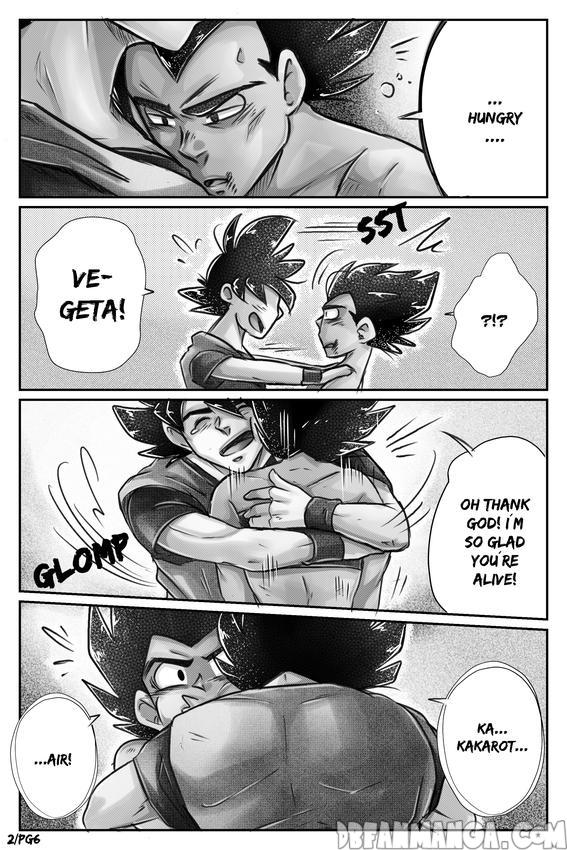 ...
HUNGRY
....
SST
VE-
GETA!
?!?
OH THANK
GOD! I'M
SO GLAD
YOU'RE
ALIVE!
GLOMP
KA...
KAKAROT...
...AIR!
2/PG6
DBFANMANGA.COM